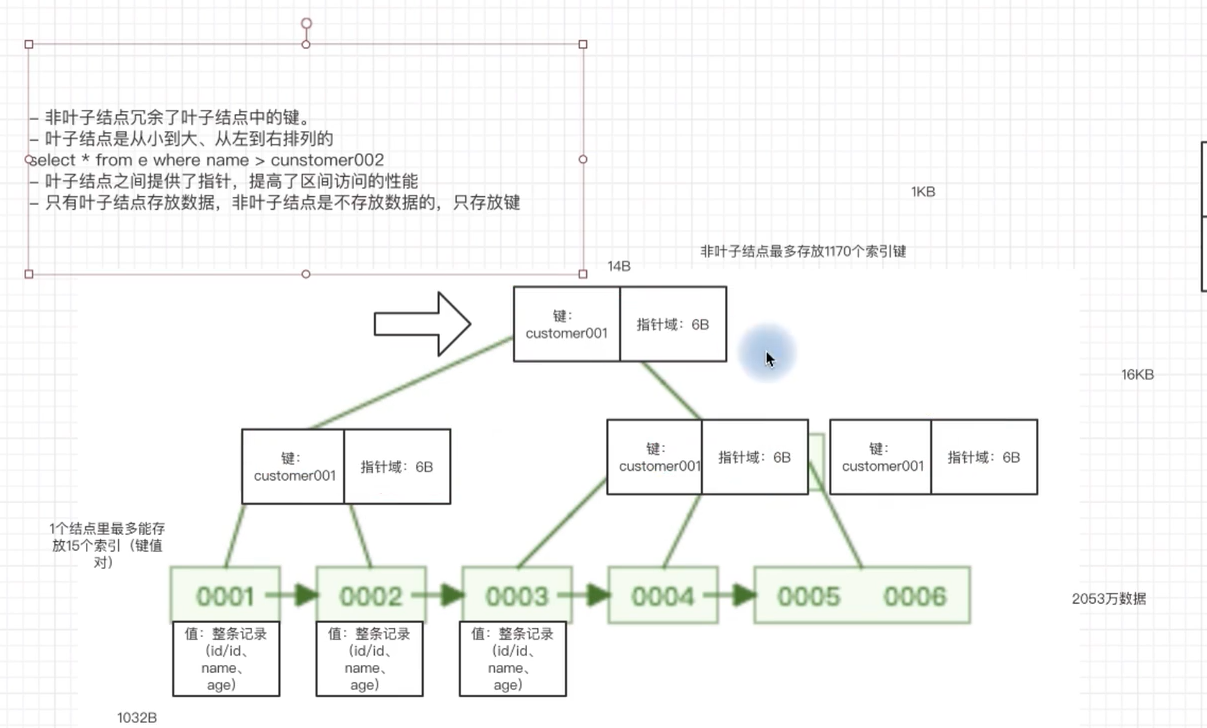 – 非叶子结点冗余了叶子结点中的键。
– 叶子结点是从小到大、从左到右排列的
select * from e where name > cunstomer002
– 叶子结点之间提供了指针，提高了区间访问的性能
– 只有叶子结点存放数据，非叶子结点是不存放数据的，只存放键
1KB
非叶子结点最多存放1170个索引键
14B
键：
customer001
指针域：6B
16KB
键：
customer001
指针域：6B
键：
customer001
指针域：6B
键：
customer001
指针域：6B
1个结点里最多能存
放15个索引（键值
对）
0001
0002
0003
0004
0005
0006
2053万数据
值：整条记录
（id/id、
name、
age)
值：整条记录
（id/id、
name、
age)
值：整条记录
（id/id、
name、
age)
1032B